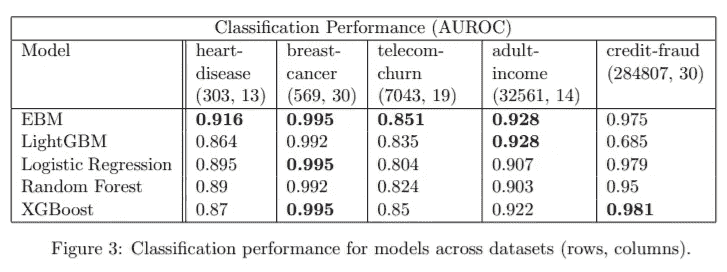 Classification Performance (AUROC)
Model heart- breast- telecom- adult- credit-fraud
disease cancer churn income (284807, 30)
(303, 13) (569, 30) (7043, 19) (32561, 14)
EBM 0.916 0.995 0.851 0.928 0.975
LightGBM 0.864 0.992 0.835 0.928 0.685
Logistic Regression 0.895 0.995 0.804 0.907 0.979
Random Forest 0.89 0.992 0.824 0.903 0.95
XGBoost 0.87 0.995 0.85 0.922 0.981
Figure 3: Classification performance for models across datasets (rows, columns).